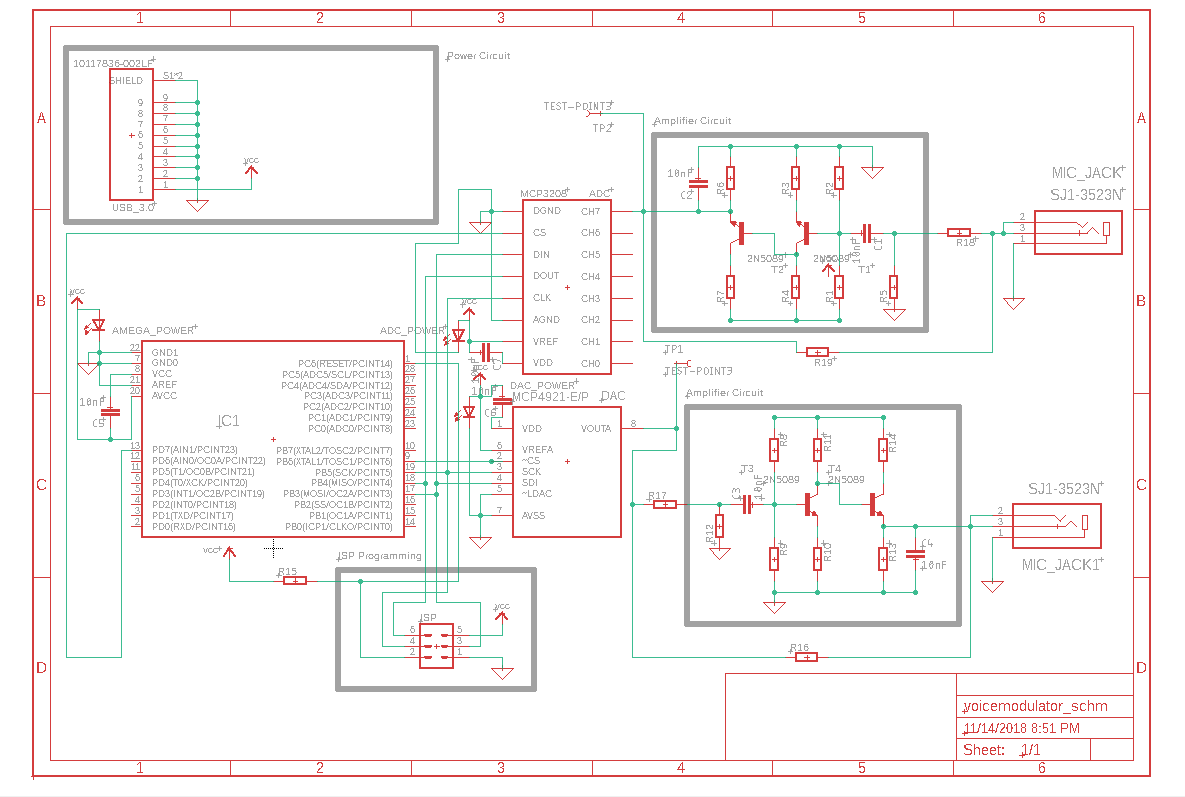 1 2 3 4 5 6
A
B
C
D
Power Circuit
10117836-002LF
SHIELD S1*2
9 9
8 8
7 7
6 6
5 5
4 4
3 3
2 2
1 1
USB_3.0
VCC
TEST-POINT3
TP2
Amplifier Circuit
10nF
C2
R6
R3
R2
R7
R4
R1
R5
2N5089
T2
2N5089
T1
10nF
C1
R18
R19
MIC_JACK
SJ1-3523N
2
3
1
MCP3208 ADC
DGND CH7
CS CH6
DIN CH5
DOUT CH4
CLK CH3
AGND CH2
VREF CH1
VDD CH0
VCC
AMEGA_POWER
10nF
C5
22 GND1
7 GND0
8 VCC
21 AREF
20 AVCC
IC1
13 PD7(AIN1/PCINT23)
12 PD6(AIN0/OC0A/PCINT22)
11 PD5(T1/OC0B/PCINT21)
6 PD4(T0/XCK/PCINT20)
5 PD3(INT1/OC2B/PCINT19)
4 PD2(INT0/PCINT18)
3 PD1(TXD/PCINT17)
2 PD0(RXD/PCINT16)
PC6(RESET/PCINT14) 1
PC5(ADC5/SCL/PCINT13) 28
PC4(ADC4/SDA/PCINT12) 27
PC3(ADC3/PCINT11) 26
PC2(ADC2/PCINT10) 25
PC1(ADC1/PCINT9) 24
PC0(ADC0/PCINT8) 23
PB7(XTAL2/TOSC2/PCINT7) 10
PB6(XTAL1/TOSC1/PCINT6) 9
PB5(SCK/PCINT5) 19
PB4(MISO/PCINT4) 18
PB3(MOSI/OC2A/PCINT3) 17
PB2(SS/OC1B/PCINT2) 16
PB1(OC1A/PCINT1) 15
PB0(ICP1/CLKO/PCINT0) 14
ADC_POWER
VCC
VCC
10nF
C6
DAC_POWER
MCP4921-E/P DAC
1 VDD VOUTA 8
6 VREFA
2 ~CS
3 SCK
4 SDI
5 ~LDAC
7 AVSS
TP1
TEST-POINT3
Amplifier Circuit
R8
R11
R14
T3
2N5089
T4
2N5089
C3
10nF
R17
R12
R9
R10
R13
C4
10nF
R16
SJ1-3523N
2
3
1
MIC_JACK1
VCC
R15
ISP Programming
ISP
6 5
4 3
2 1
VCC
voicemodulator_schm
11/14/2018 8:51 PM
Sheet: 1/1
A
B
C
D
1 2 3 4 5 6